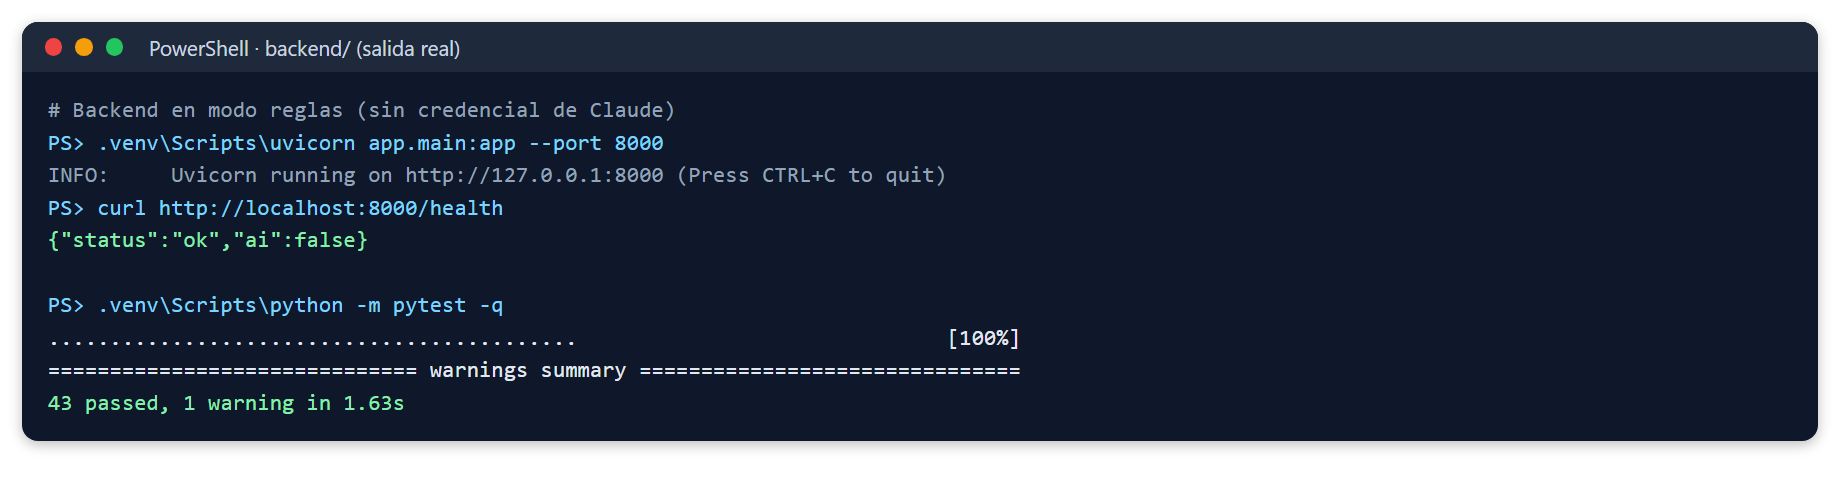 PowerShell · backend/ (salida real)
# Backend en modo reglas (sin credencial de Claude)
PS> .venv\Scripts\uvicorn app.main:app --port 8000
INFO:     Uvicorn running on http://127.0.0.1:8000 (Press CTRL+C to quit)
PS> curl http://localhost:8000/health
{"status":"ok","ai":false}
PS> .venv\Scripts\python -m pytest -q
...........................................                              [100%]
============================== warnings summary ===============================
43 passed, 1 warning in 1.63s